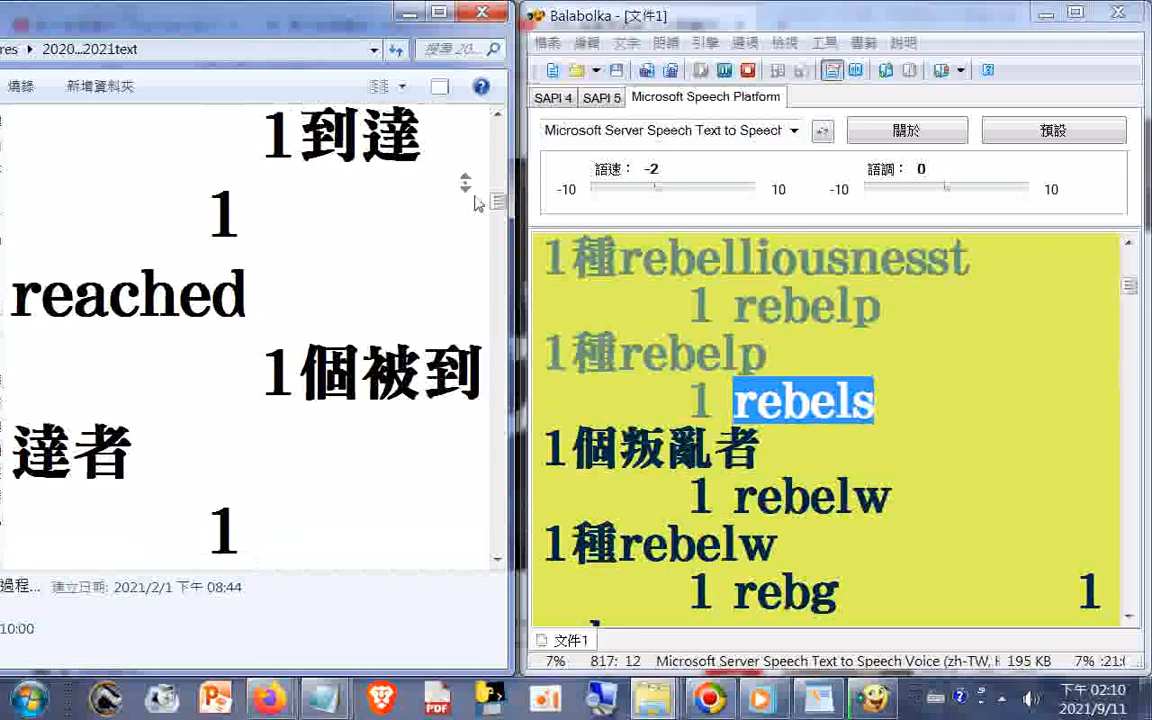 res ▸ 2020...2021text
搜尋 20...
燒錄 新增資料夾
1到達
1
reached
1個被到
達者
1
過程... 建立日期: 2021/2/1 下午 08:44
10:00
Balabolka - [文件1]
檔案 編輯 文字 閱讀 引擎 選項 檢視 工具 書籤 說明
SAPI 4 SAPI 5 Microsoft Speech Platform
Microsoft Server Speech Text to Speech
關於 預設
語速： -2 語調： 0
-10 10 -10 10
1種rebelliousnesst
1 rebelp
1種rebelp
1 rebels
1個叛亂者
1 rebelw
1種rebelw
1 rebg 1
文件1
7% 817: 12 Microsoft Server Speech Text to Speech Voice (zh-TW, 195 KB 7%
下午 02:10
2021/9/11
PDF